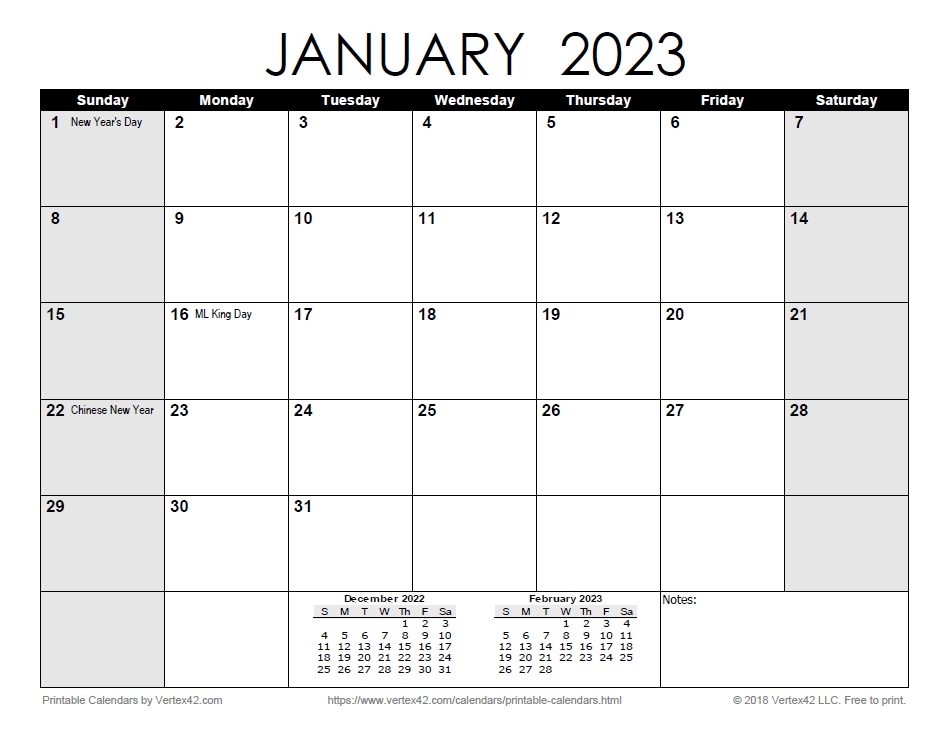 JANUARY 2023
Sunday Monday Tuesday Wednesday Thursday Friday Saturday
1 New Year's Day 2 3 4 5 6 7
8 9 10 11 12 13 14
15 16 ML King Day 17 18 19 20 21
22 Chinese New Year 23 24 25 26 27 28
29 30 31
December 2022
S M T W Th F Sa
1 2 3
4 5 6 7 8 9 10
11 12 13 14 15 16 17
18 19 20 21 22 23 24
25 26 27 28 29 30 31
February 2023
S M T W Th F Sa
1 2 3 4
5 6 7 8 9 10 11
12 13 14 15 16 17 18
19 20 21 22 23 24 25
26 27 28
Notes:
Printable Calendars by Vertex42.com https://www.vertex42.com/calendars/printable-calendars.html © 2018 Vertex42 LLC. Free to print.